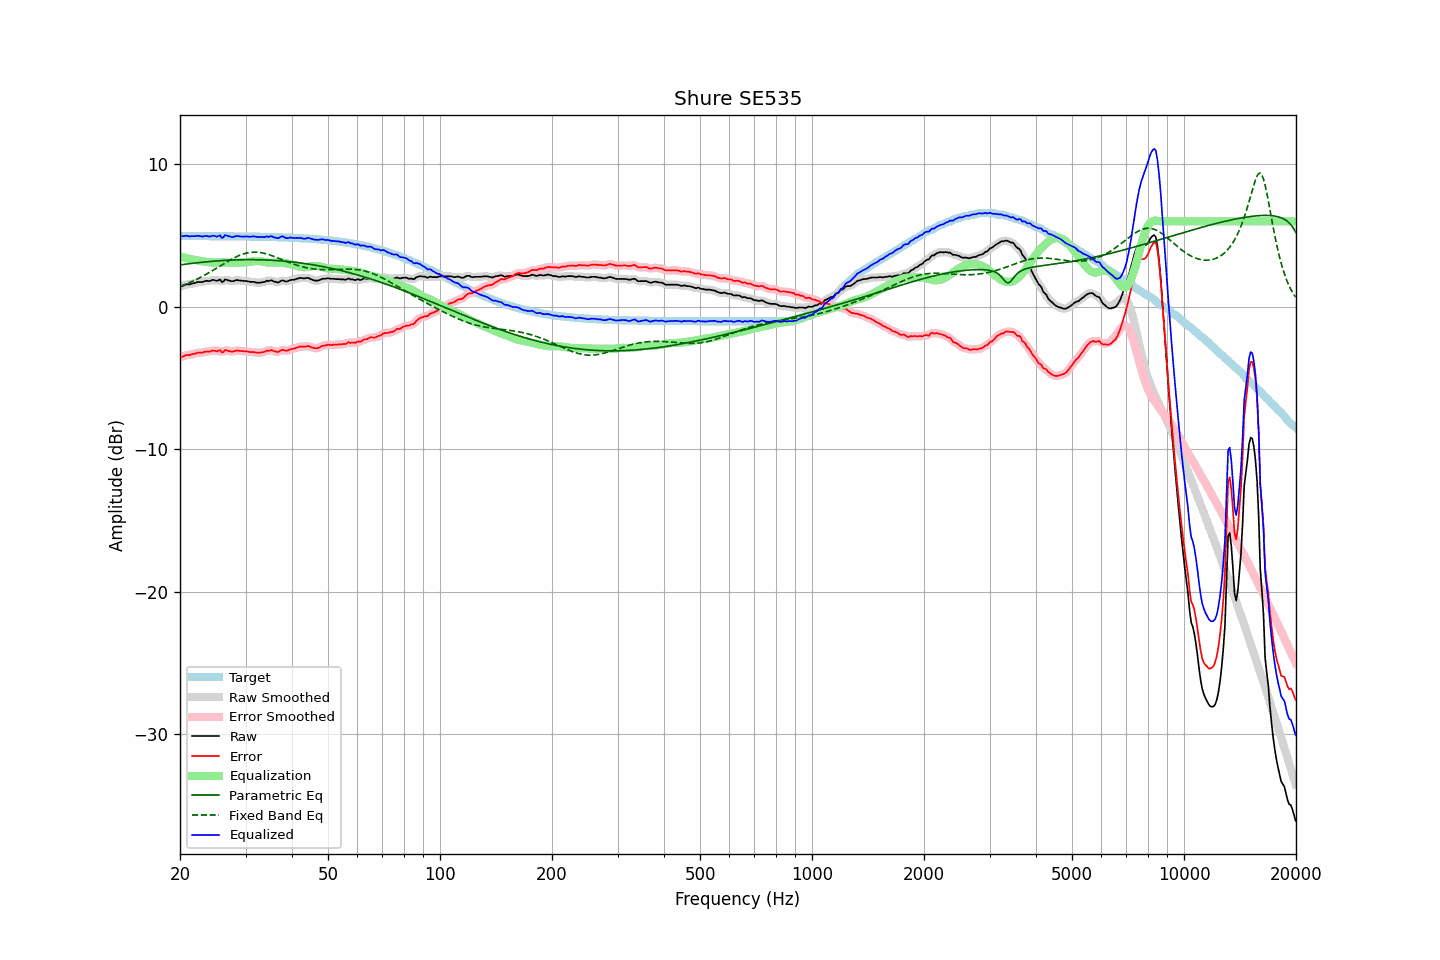 Shure SE535
Amplitude (dBr)
10
0
−10
−20
−30
Target
Raw Smoothed
Error Smoothed
Raw
Error
Equalization
Parametric Eq
Fixed Band Eq
Equalized
20 50 100 200 500 1000 2000 5000 10000 20000
Frequency (Hz)